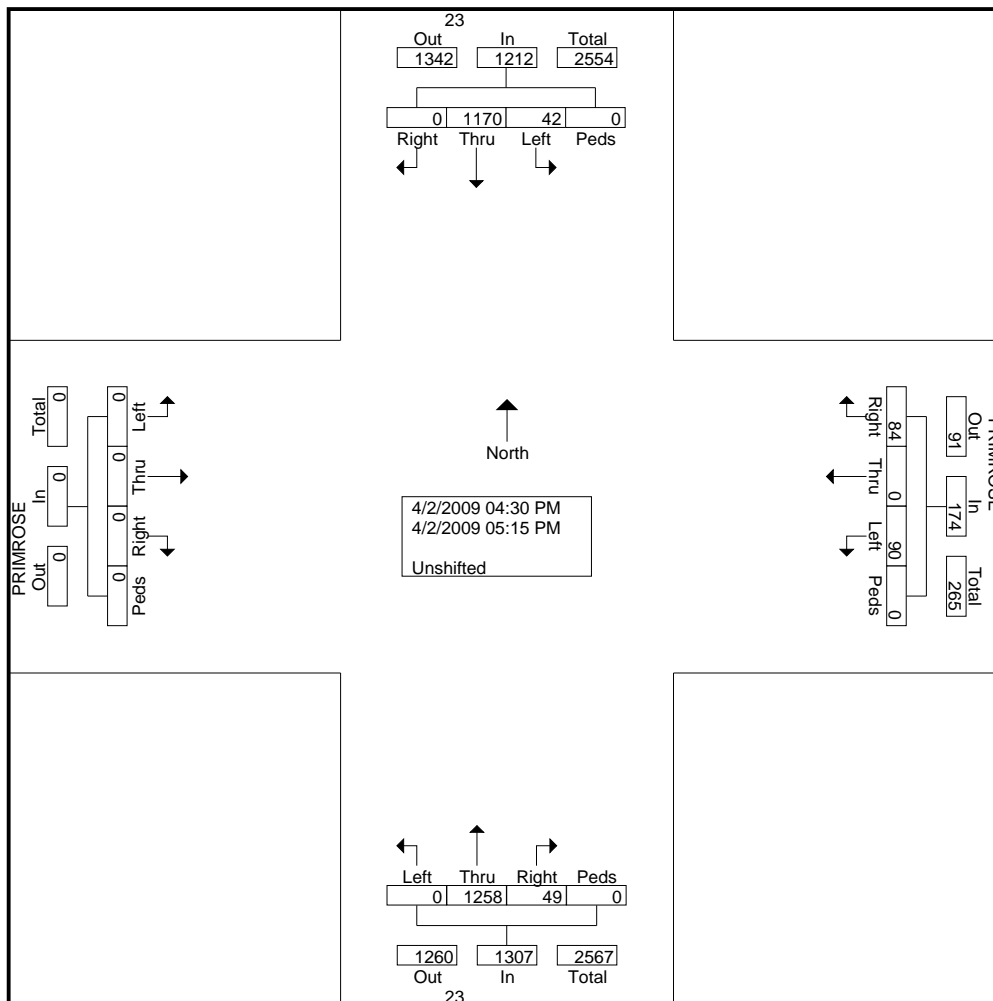 23
Out In Total
1342 1212 2554
0 1170 42 0
Right Thru Left Peds
PRIMROSE
Out In Total
0 0 0
0 0 0 0
Left Thru Right Peds
North
4/2/2009 04:30 PM
4/2/2009 05:15 PM
Unshifted
Right Thru Left Peds
84 0 90 0
91 174 265
Out In Total
PRIMROSE
Left Thru Right Peds
0 1258 49 0
1260 1307 2567
Out In Total
23